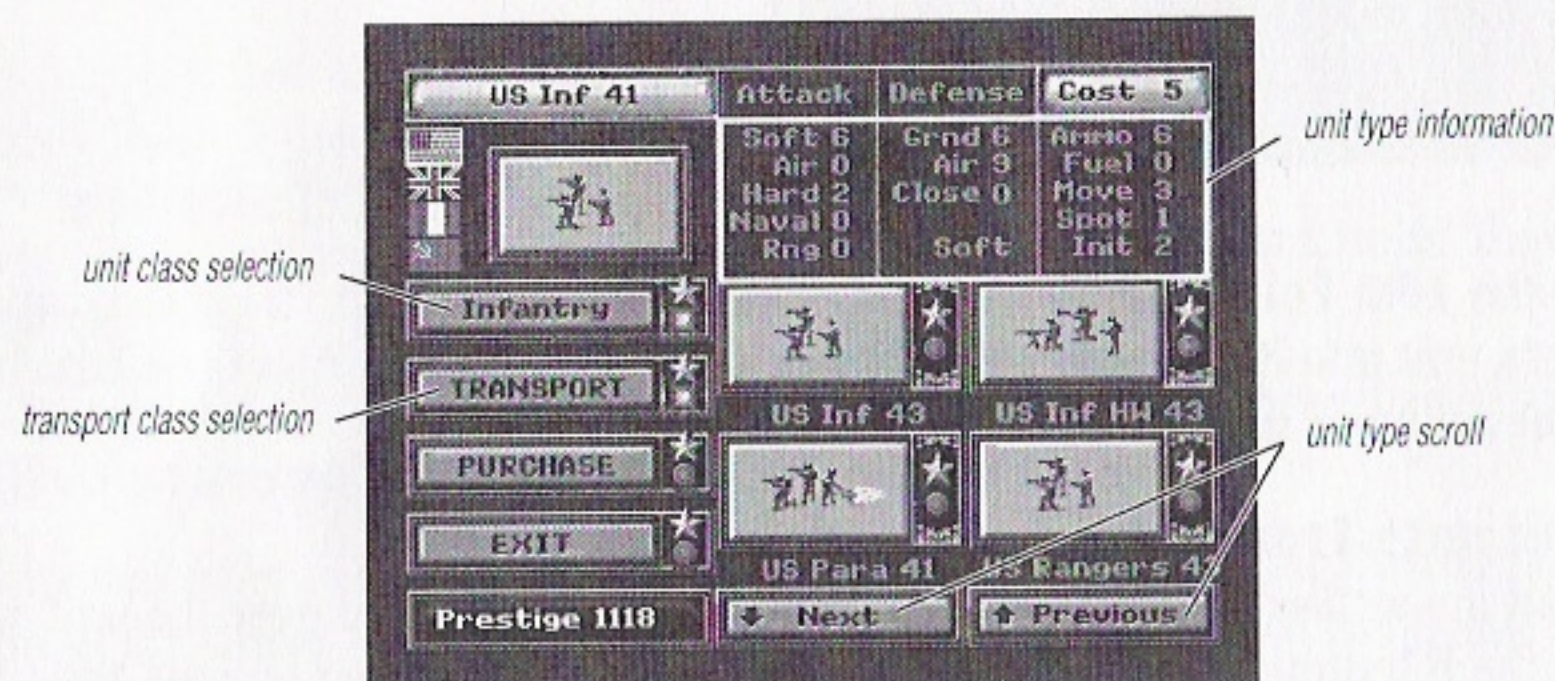 US Inf 41 Attack Defense Cost 5
Soft 6 Grnd 6 Ammo 6
Air 0 Air 9 Fuel 0
Hard 2 Close 0 Move 3
Naval 0 Spot 1
Rng 0 Soft Init 2
unit type information
unit class selection
Infantry
transport class selection
TRANSPORT
US Inf 43 US Inf HW 43
unit type scroll
PURCHASE
EXIT
US Para 41 US Rangers
Prestige 1118 Next Previous